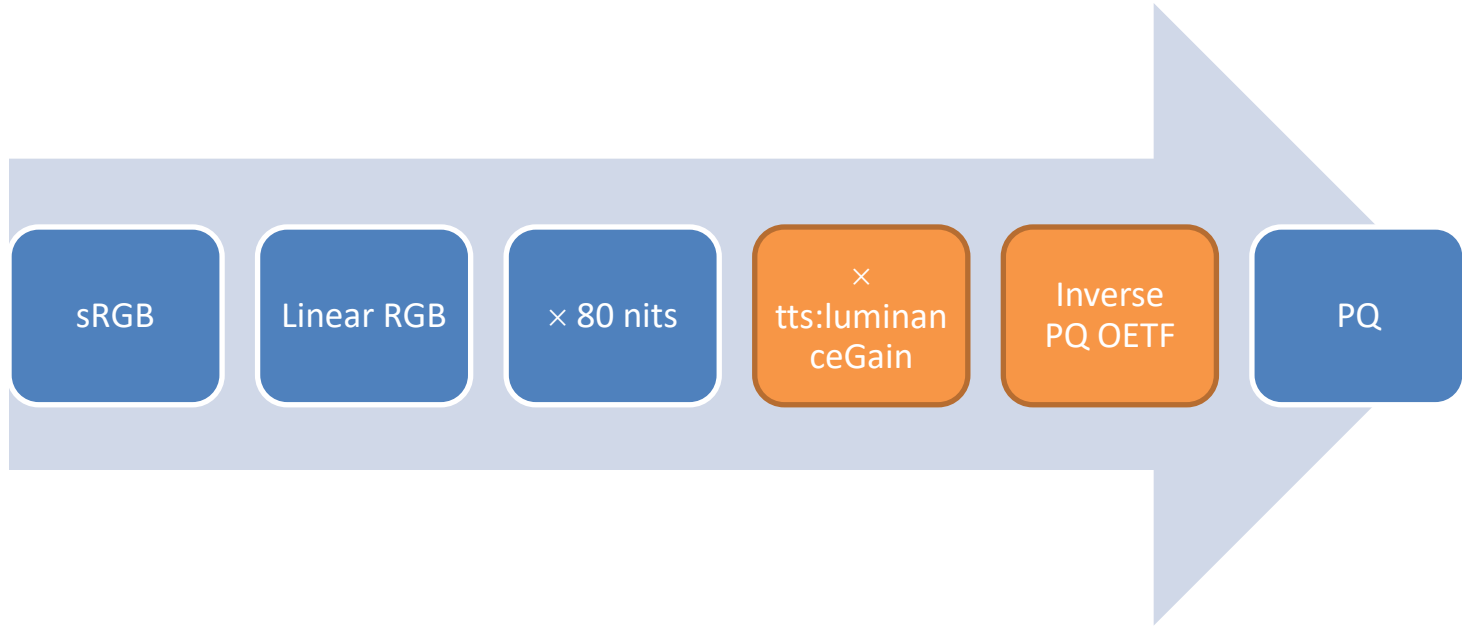 sRGB
Linear RGB
× 80 nits
×
tts:luminan
ceGain
Inverse
PQ OETF
PQ